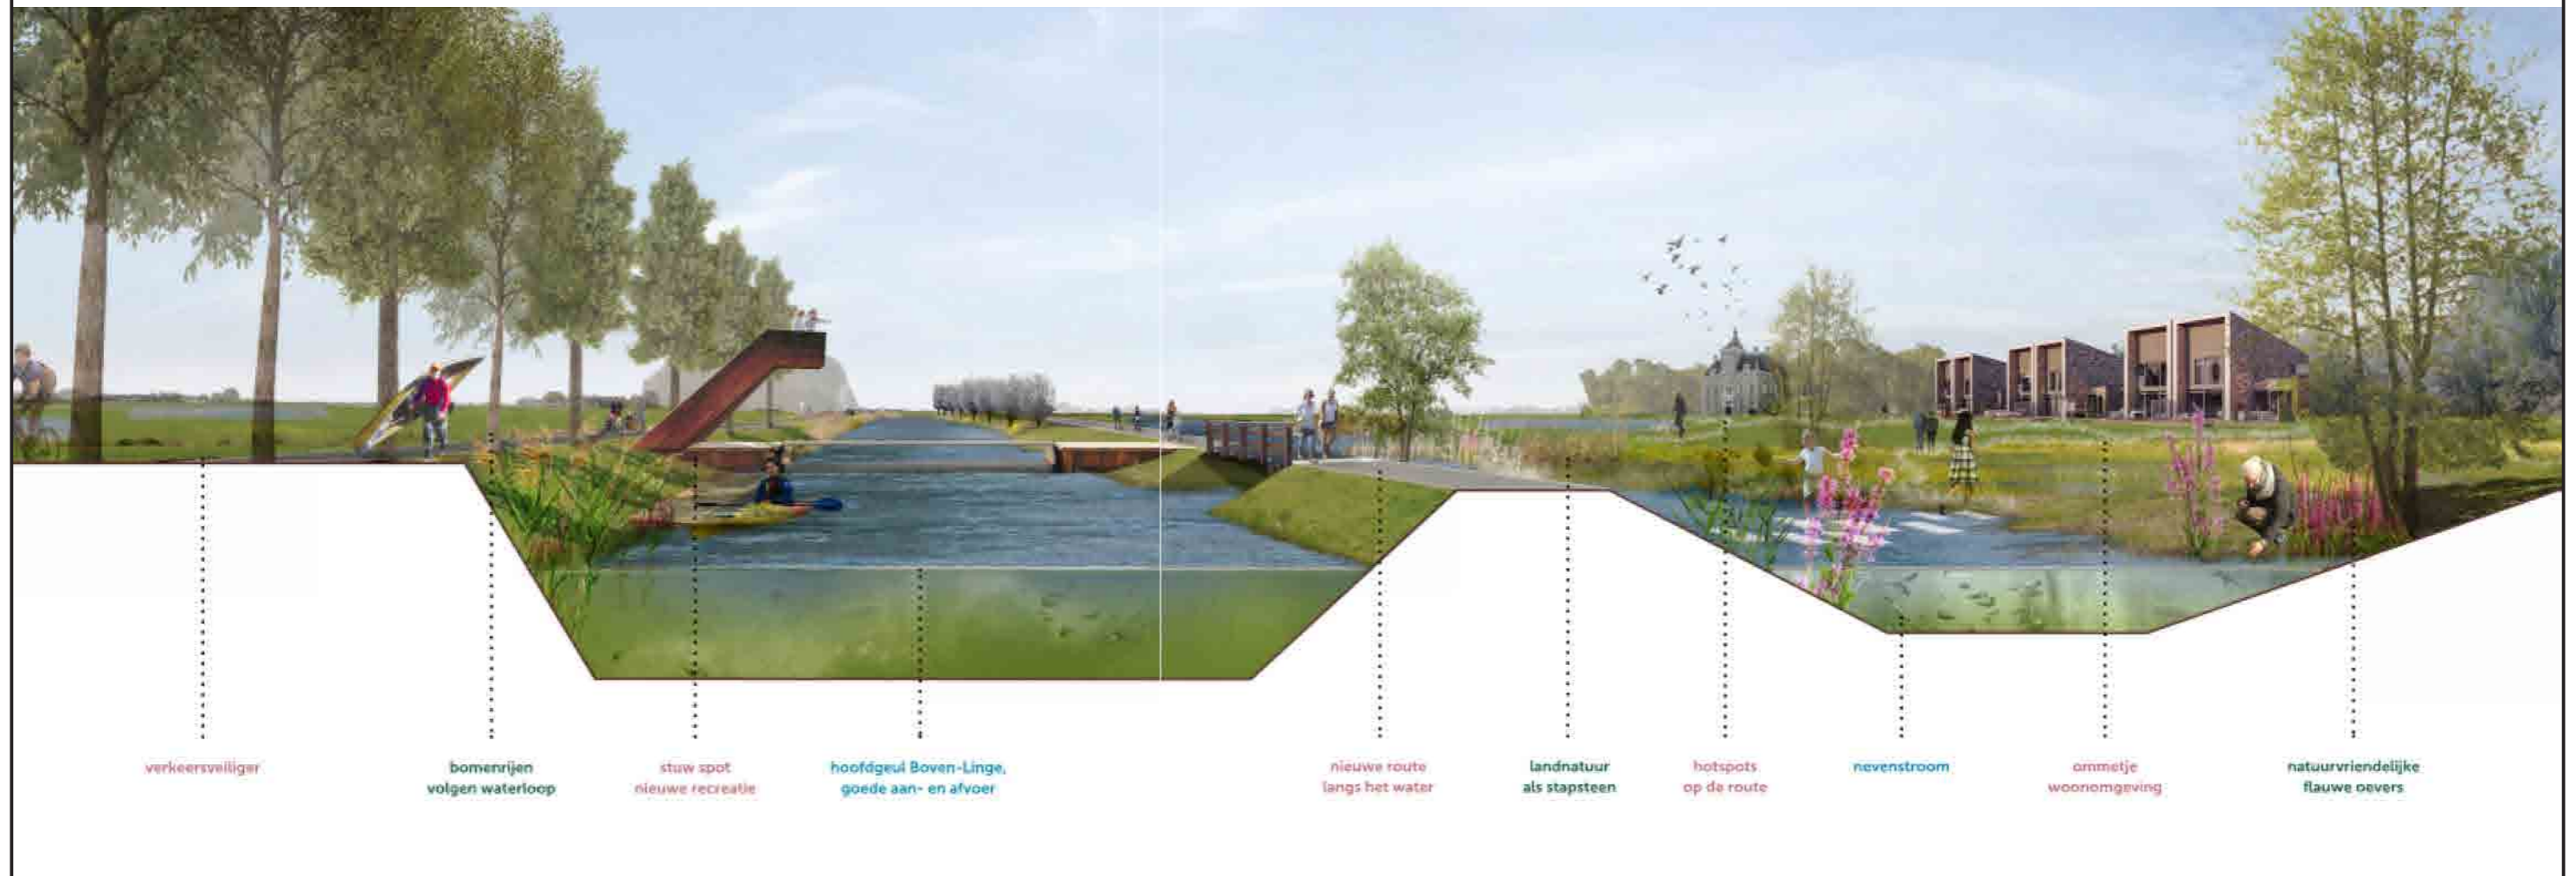 verkeersveiliger
bomenrijen
volgen waterloop
stuw spot
nieuwe recreatie
hoofdgeul Boven-Linge,
goede aan- en afvoer
nieuwe route
langs het water
landnatuur
als stapsteen
hotspots
op de route
nevenstroom
ommetje
woonomgeving
natuurvriendelijke
flauwe oevers